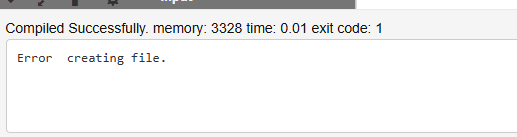 Compiled Successfully. memory: 3328 time: 0.01 exit code: 1
Error  creating file.